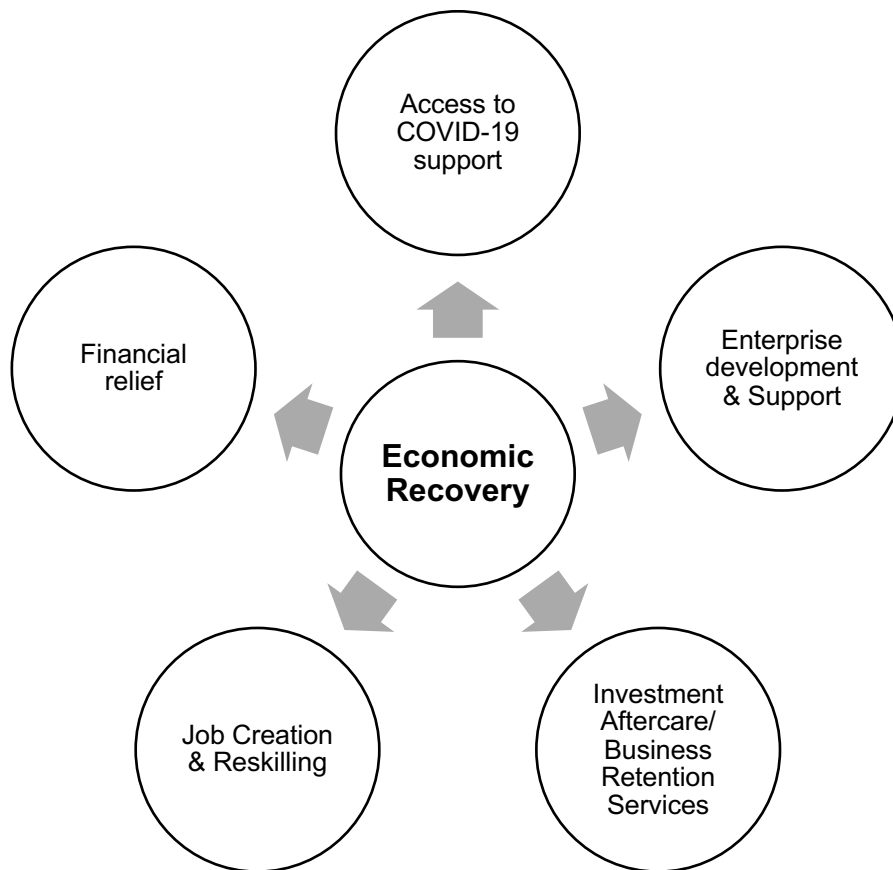 Access to
COVID-19
support
Financial
relief
Enterprise
development
& Support
Economic
Recovery
Job Creation
& Reskilling
Investment
Aftercare/
Business
Retention
Services